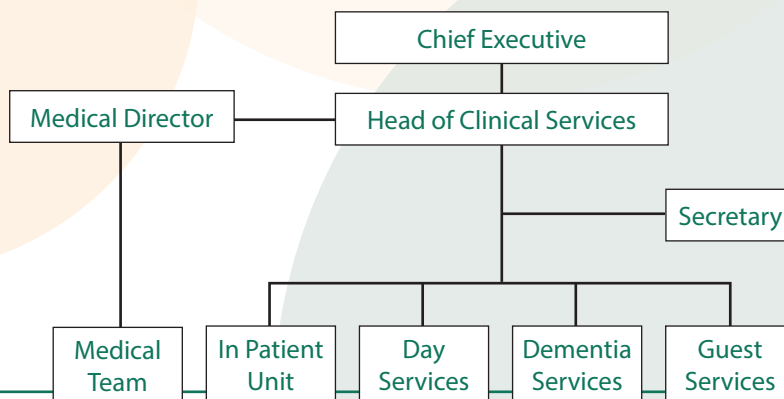 Chief Executive
Medical Director
Head of Clinical Services
Secretary
Medical
Team
In Patient
Unit
Day
Services
Dementia
Services
Guest
Services